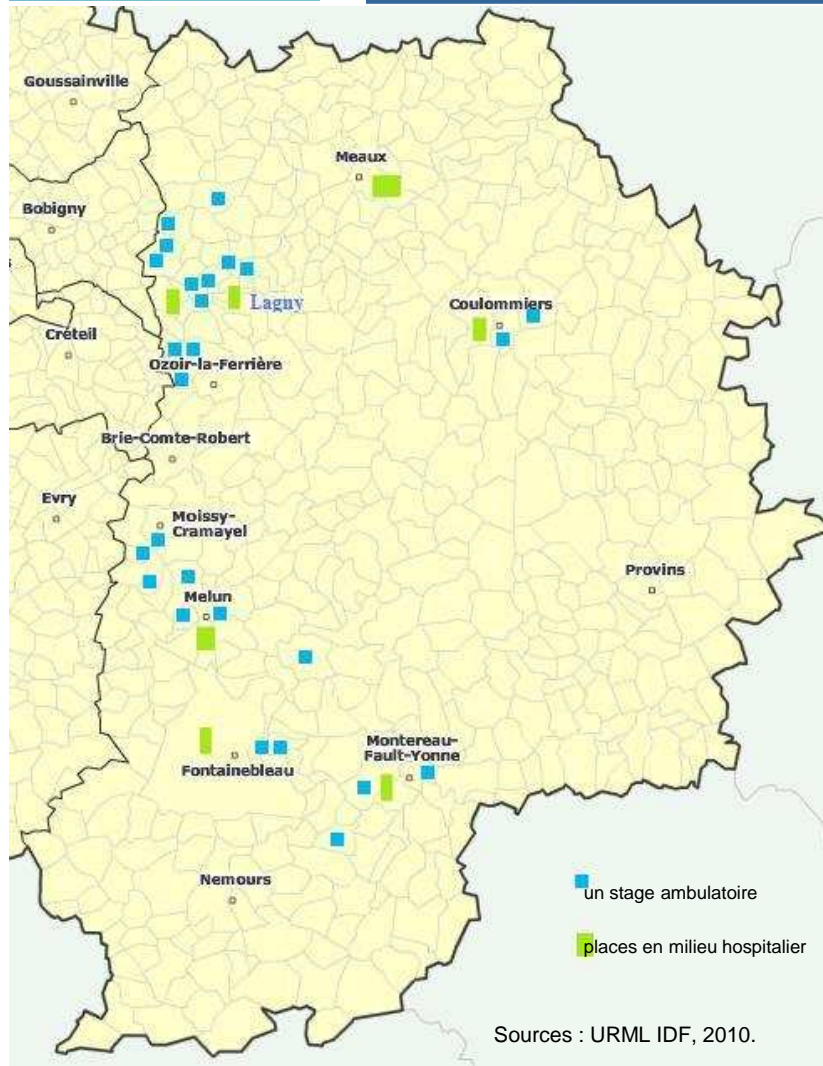 Goussainville
Meaux
Bobigny
s
Lagny
Coulommiers
Créteil
Ozoir-la-Ferrière
Brie-Comte-Robert
Evry
Moissy-
Cramayel
Provins
Melun
Montereau-
Fault-Yonne
Fontainebleau
Nemours
un stage ambulatoire
places en milieu hospitalier
Sources : URML IDF, 2010.